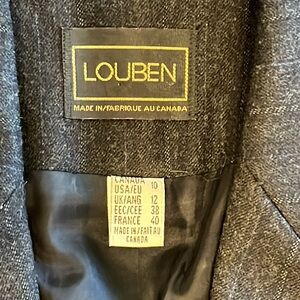 LOUBEN
MADE IN/FABRIQUE AU CANADA
CANADA
USA/EU 10
UK/ANG 12
EEC/CEE 38
FRANCE 40
MADE IN/FAIT AU
CANADA